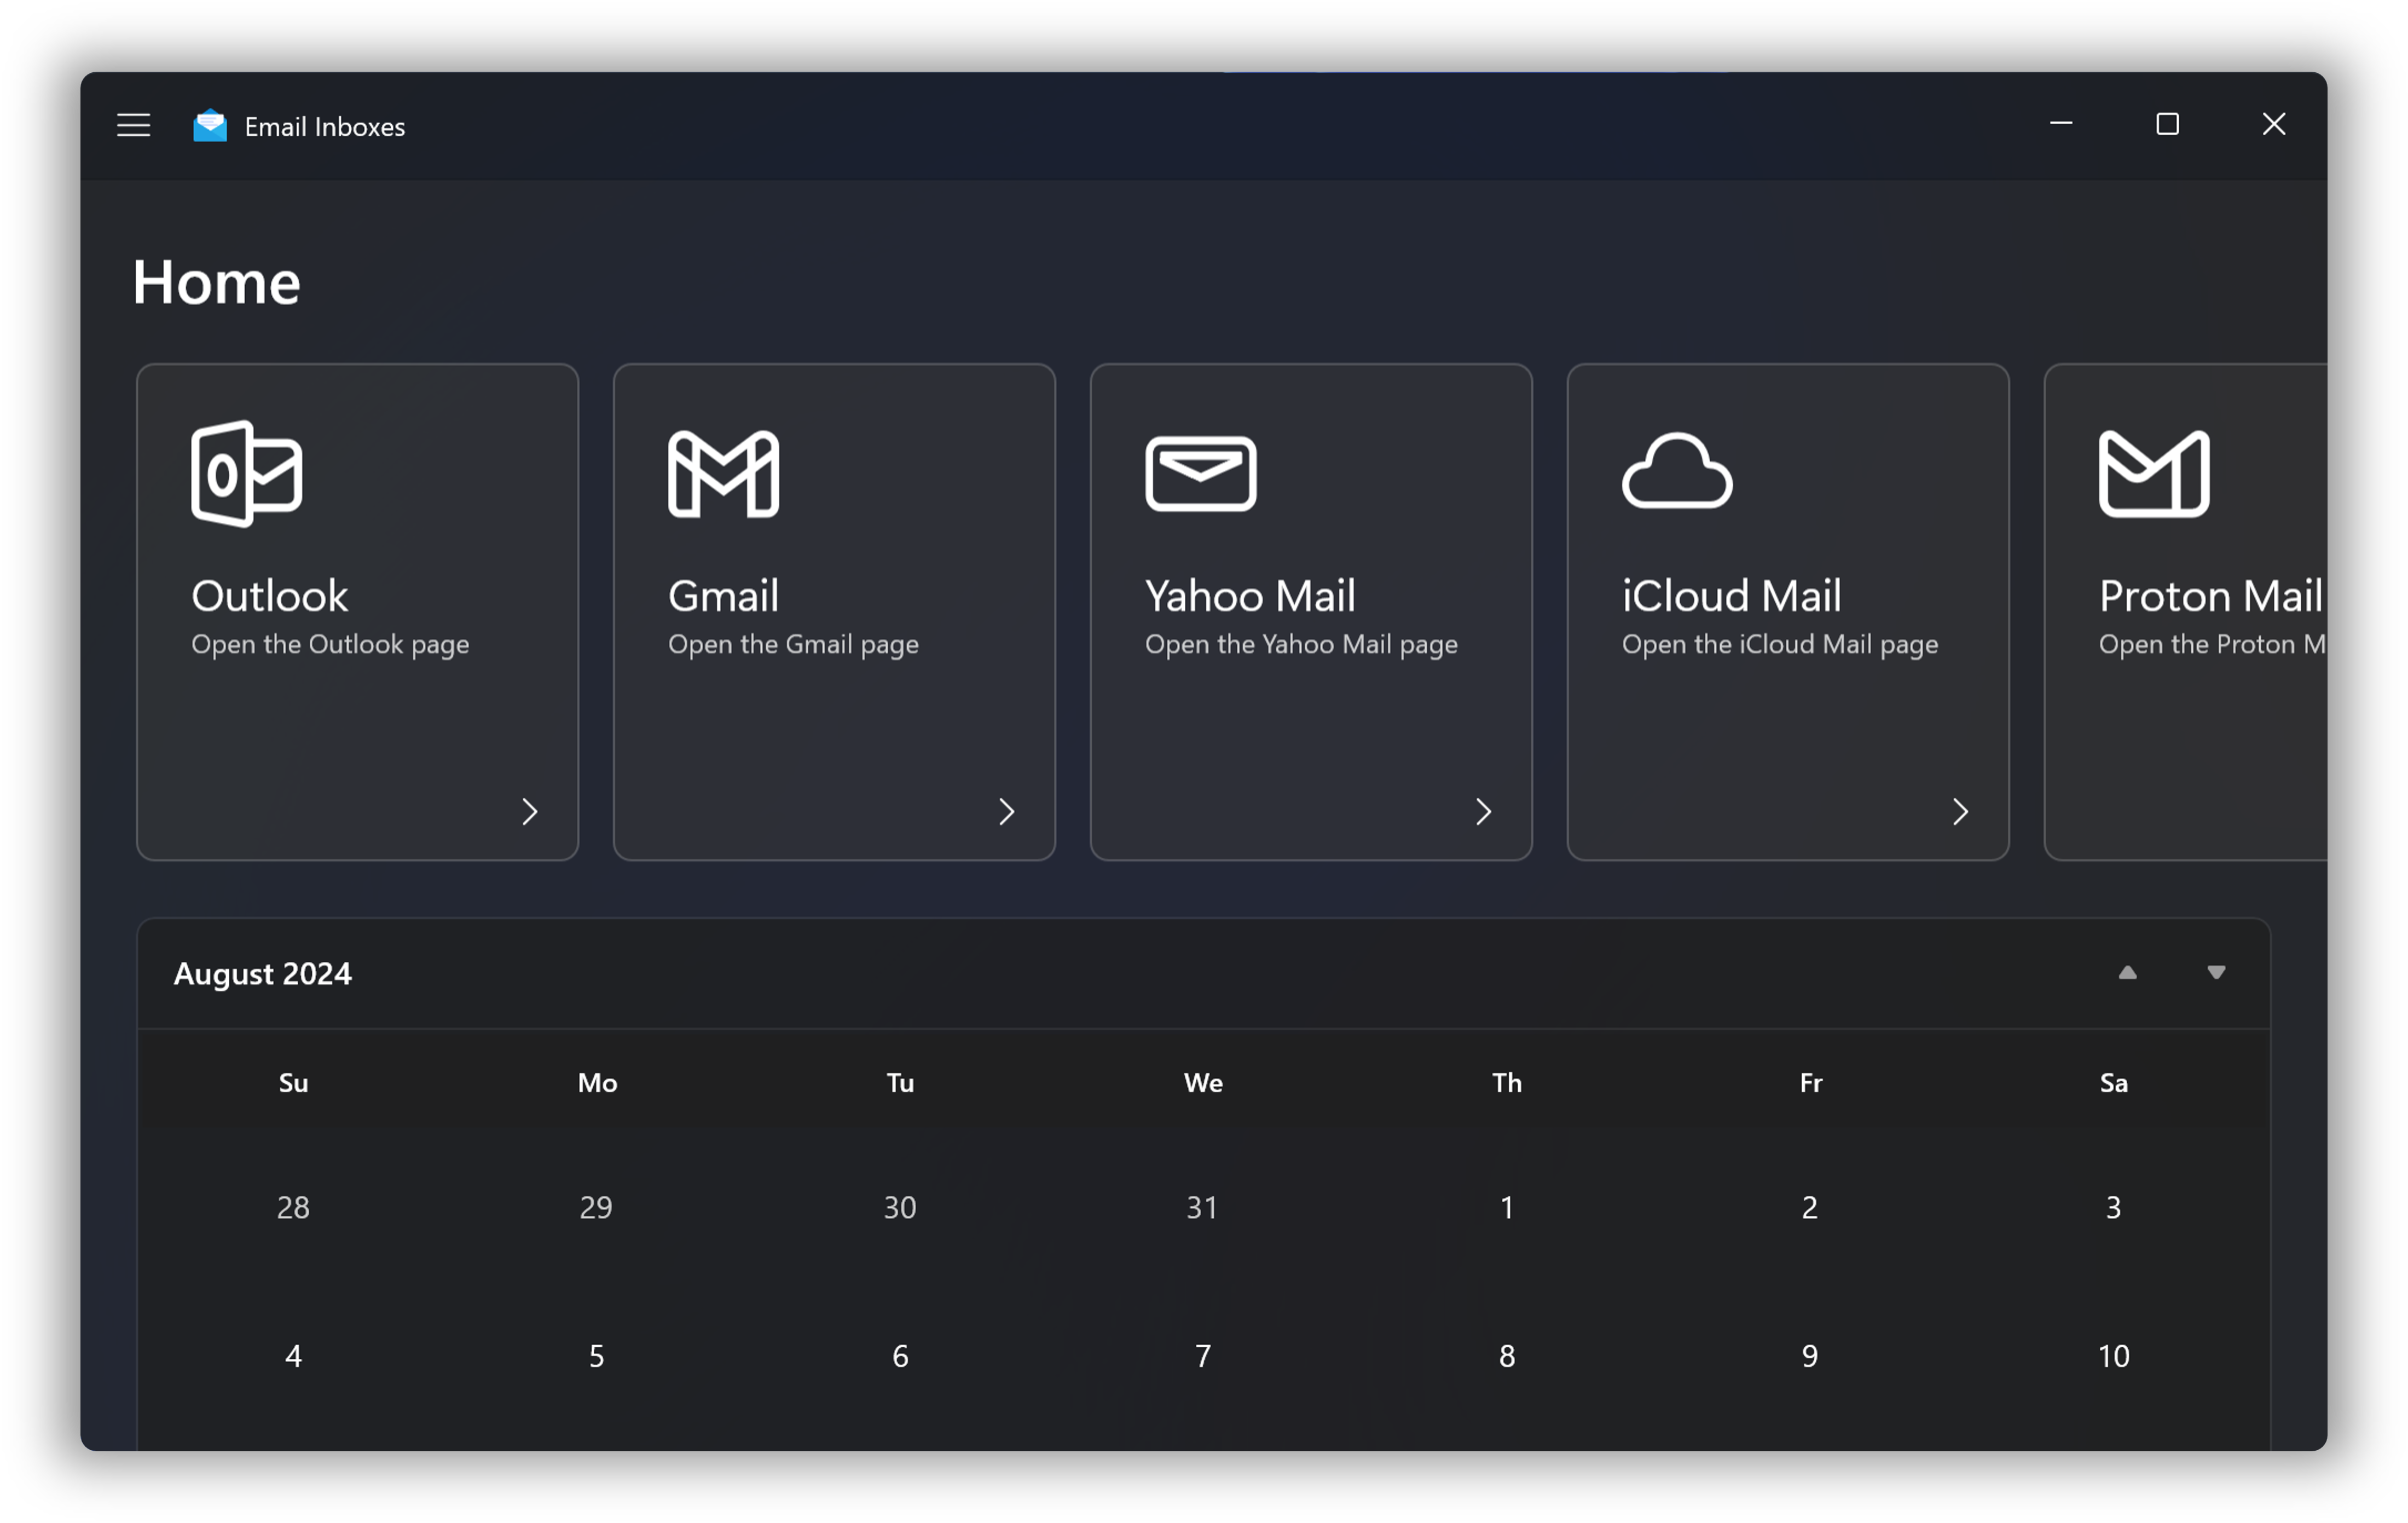 Email Inboxes
Home
Outlook
Open the Outlook page
Gmail
Open the Gmail page
Yahoo Mail
Open the Yahoo Mail page
iCloud Mail
Open the iCloud Mail page
Proton Mail
Open the Proton M
August 2024
Su Mo Tu We Th Fr Sa
28 29 30 31 1 2 3
4 5 6 7 8 9 10